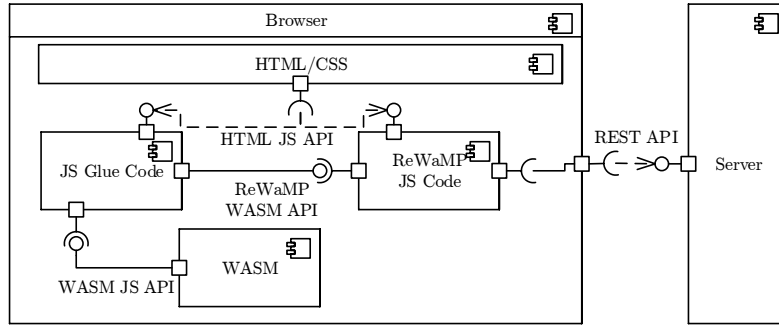 Browser
HTML/CSS
HTML JS API
REST API
JS Glue Code
ReWaMP
JS Code
Server
ReWaMP
WASM API
WASM
WASM JS API